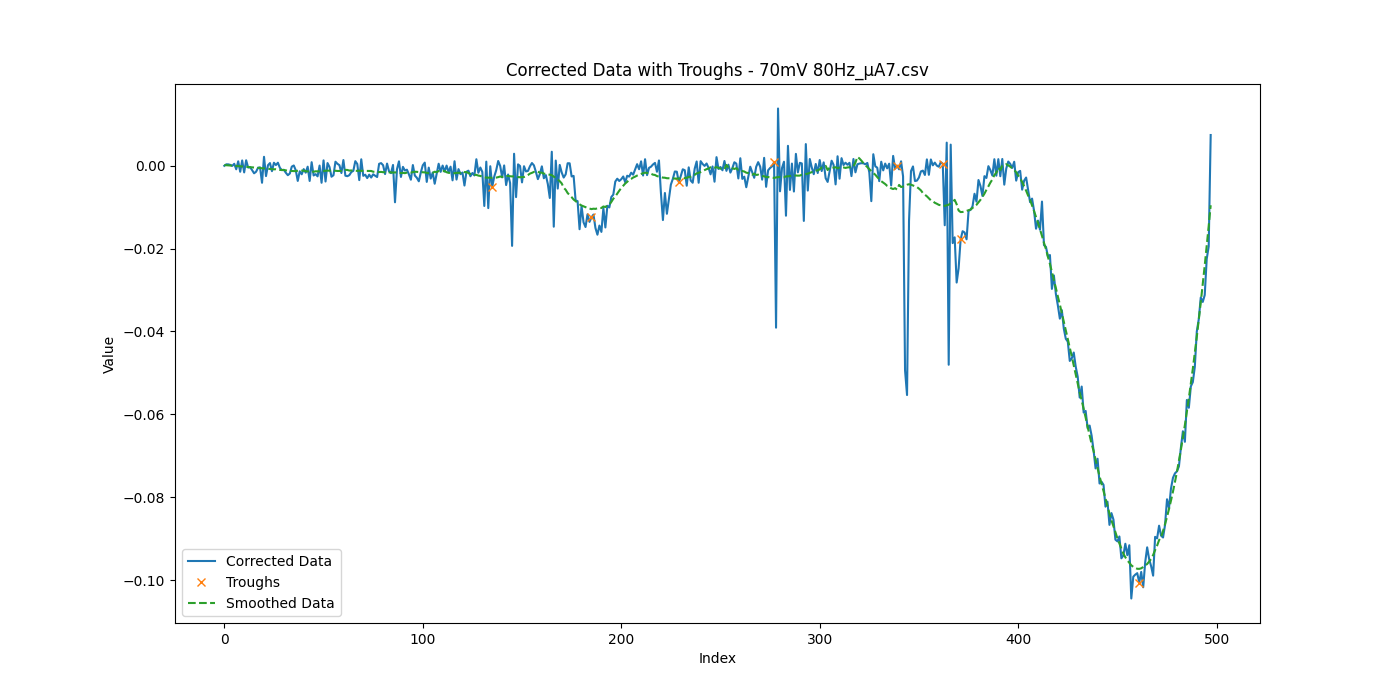 Corrected Data with Troughs - 70mV 80Hz_µA7.csv
Value
0.00
−0.02
−0.04
−0.06
−0.08
−0.10
Corrected Data
Troughs
Smoothed Data
0 100 200 300 400 500
Index